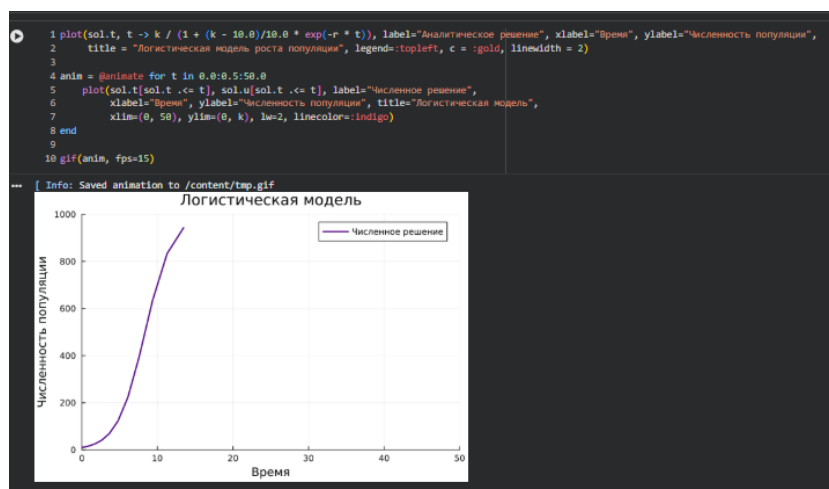 1 plot(sol.t, t -> k / (1 + (k - 10.0)/10.0 * exp(-r * t)), label="Аналитическое решение", xlabel="Время", ylabel="Численность популяции",
2 title = "Логистическая модель роста популяции", legend=:topleft, c = :gold, linewidth = 2)
3
4 anim = @animate for t in 0.0:0.5:50.0
5 plot(sol.t[sol.t .<= t], sol.u[sol.t .<= t], label="Численное решение",
6 xlabel="Время", ylabel="Численность популяции", title="Логистическая модель",
7 xlim=(0, 50), ylim=(0, k), lw=2, linecolor=:indigo)
8 end
9
10 gif(anim, fps=15)
[ Info: Saved animation to /content/tmp.gif
Логистическая модель
Численное решение
Численность популяции
1000
800
600
400
200
0
0 10 20 30 40 50
Время